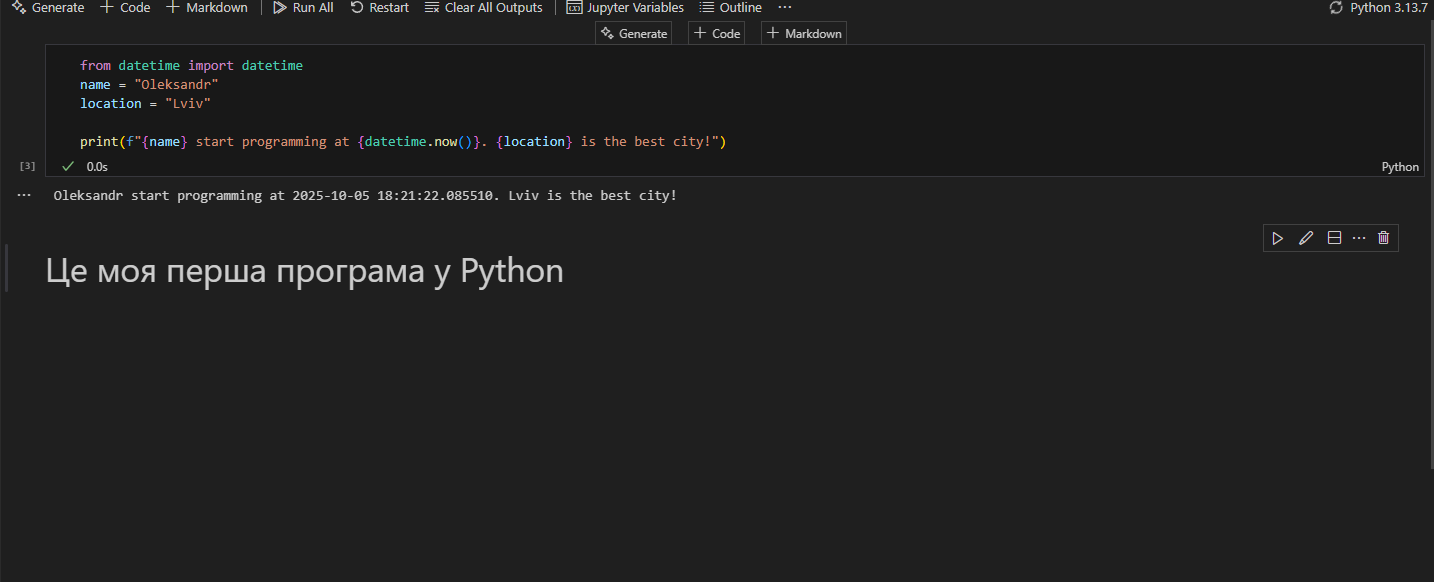 Generate Code Markdown Run All Restart Clear All Outputs Jupyter Variables Outline ... Python 3.13.7
Generate Code Markdown
from datetime import datetime
name = "Oleksandr"
location = "Lviv"
print(f"{name} start programming at {datetime.now()}. {location} is the best city!")
[3] 0.0s Python
... Oleksandr start programming at 2025-10-05 18:21:22.085510. Lviv is the best city!
Це моя перша програма у Python